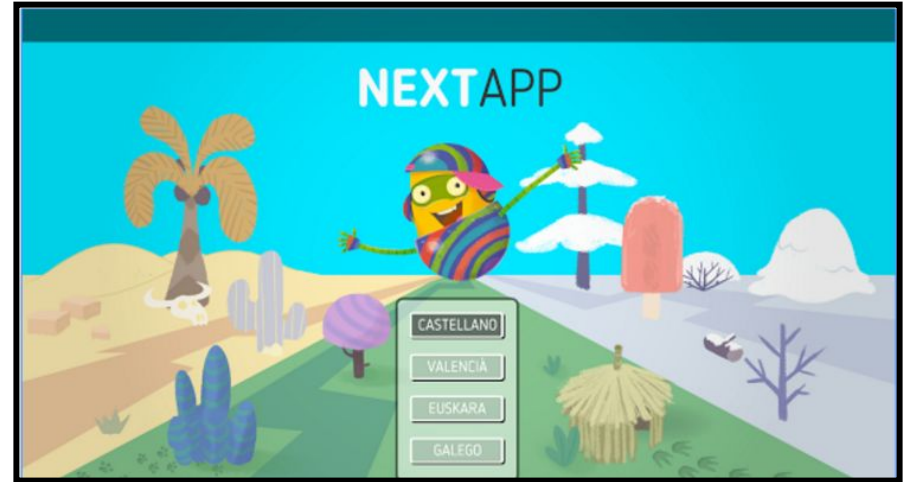 NEXTAPP
CASTELLANO
VALENCIÀ
EUSKARA
GALEGO